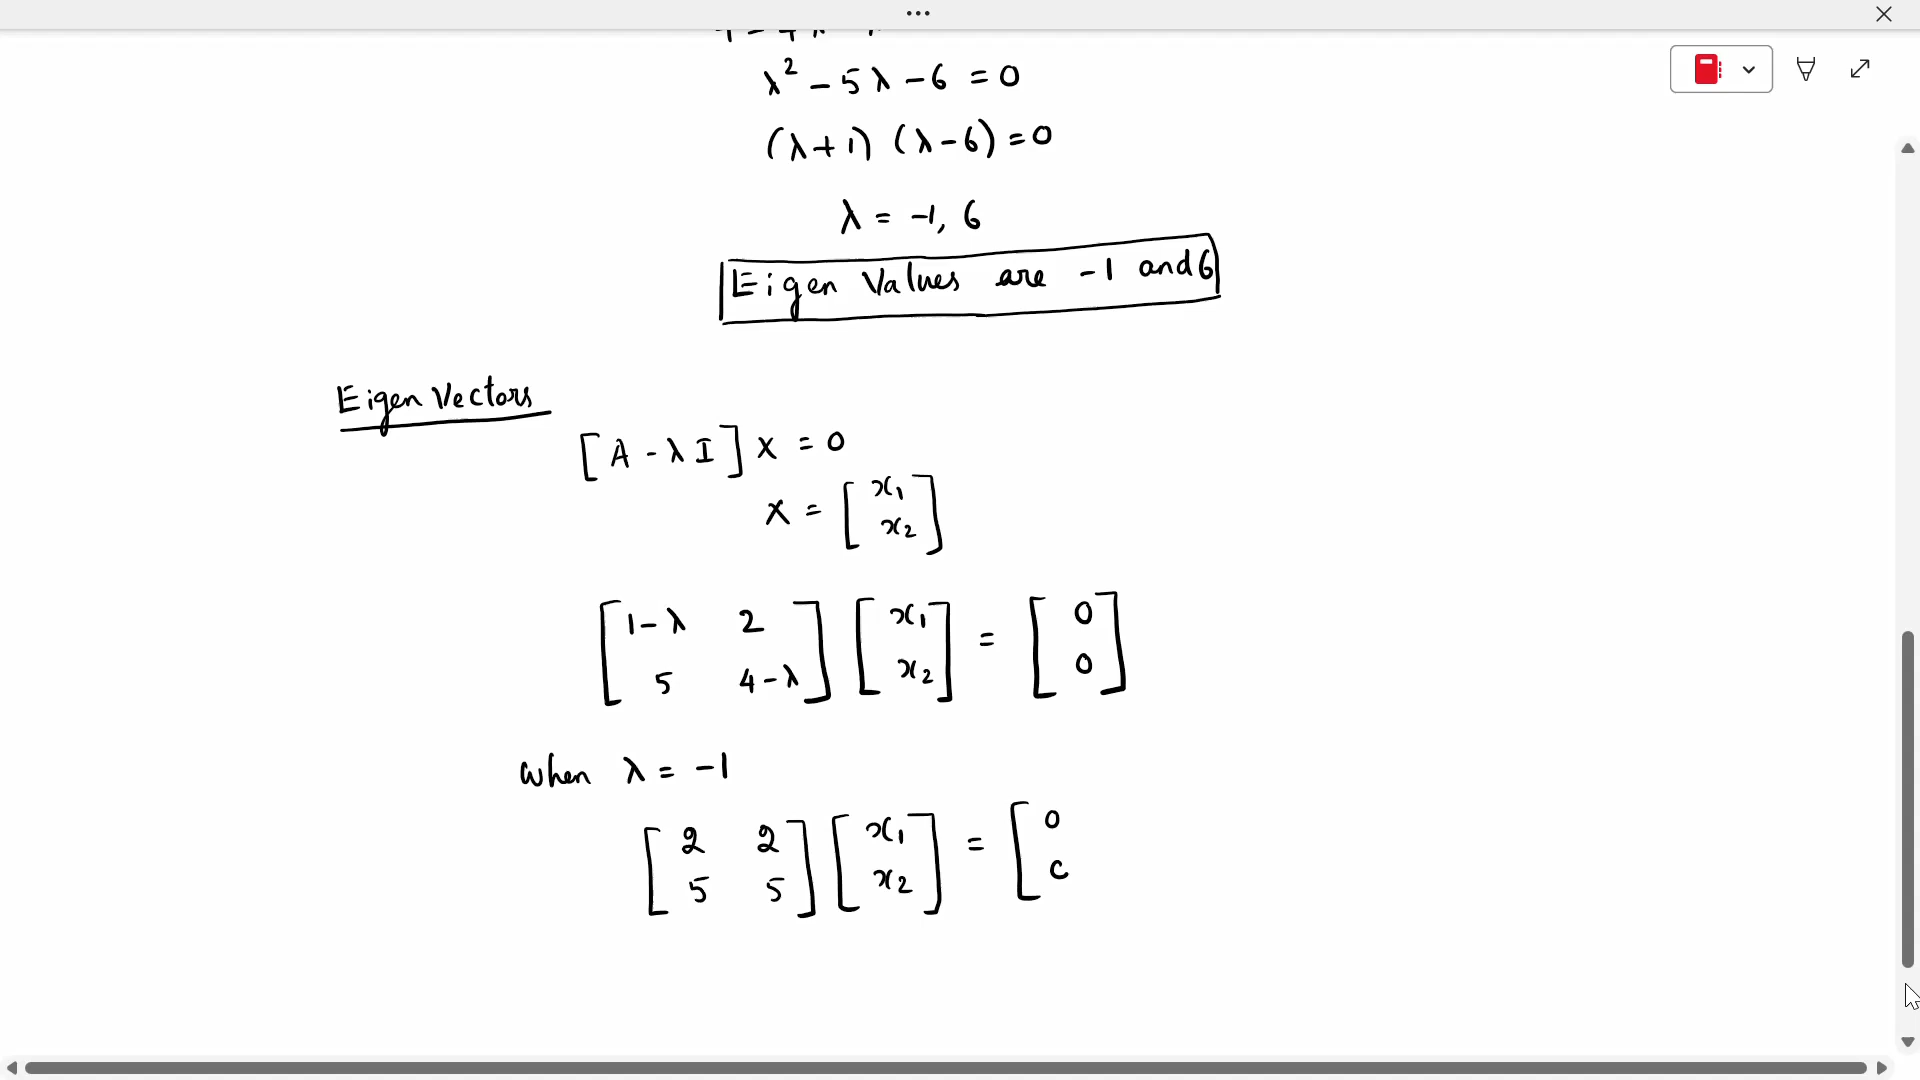 λ² - 5λ - 6 = 0
(λ+1) (λ-6) = 0
λ = -1, 6
Eigen Values are -1 and 6
Eigen Vectors
[A - λI] X = 0
X = [x₁
x₂]
[1-λ 2] [x₁] = [0]
[5 4-λ] [x₂] [0]
When λ = -1
[2 2] [x₁] = [0
[5 5] [x₂] [c